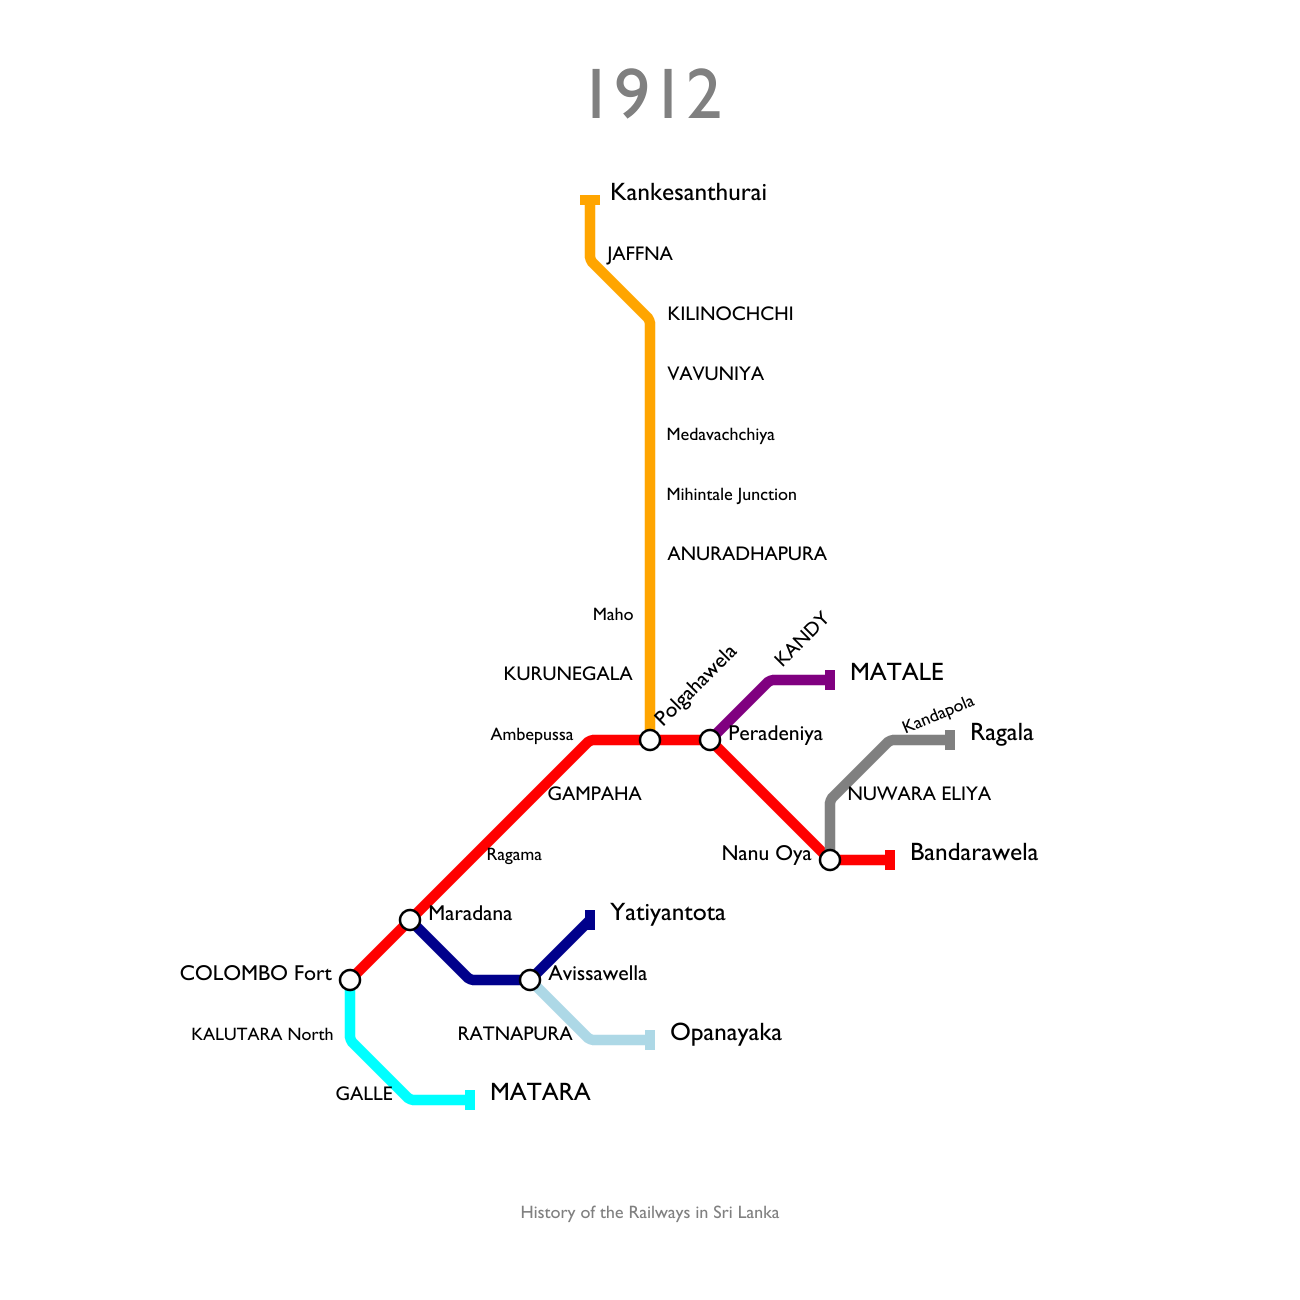 1912
Kankesanthurai
JAFFNA
KILINOCHCHI
VAVUNIYA
Medavachchiya
Mihintale Junction
ANURADHAPURA
Maho
KURUNEGALA
Polgahawela
KANDY
MATALE
Ambepussa
Peradeniya
Kandapola
Ragala
GAMPAHA
NUWARA ELIYA
Ragama
Nanu Oya
Bandarawela
Maradana
Yatiyantota
COLOMBO Fort
Avissawella
KALUTARA North
RATNAPURA
Opanayaka
GALLE
MATARA
History of the Railways in Sri Lanka